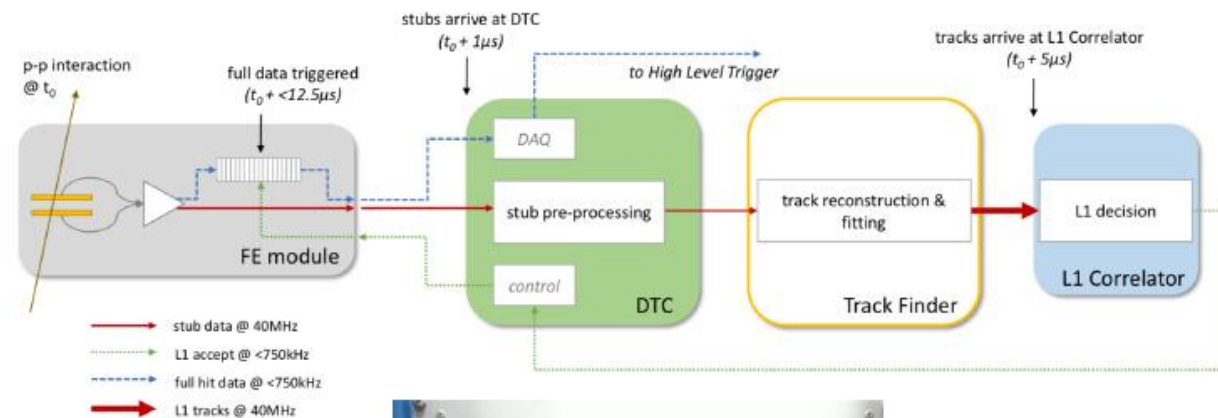 stubs arrive at DTC
(t0 + 1μs)
tracks arrive at L1 Correlator
(t0 + 5μs)
p-p interaction
@ t0
full data triggered
(t0 + <12.5μs)
to High Level Trigger
DAQ
stub pre-processing
track reconstruction &
fitting
L1 decision
FE module
control
DTC
Track Finder
L1 Correlator
stub data @ 40MHz
L1 accept @ <750kHz
full hit data @ <750kHz
L1 tracks @ 40MHz